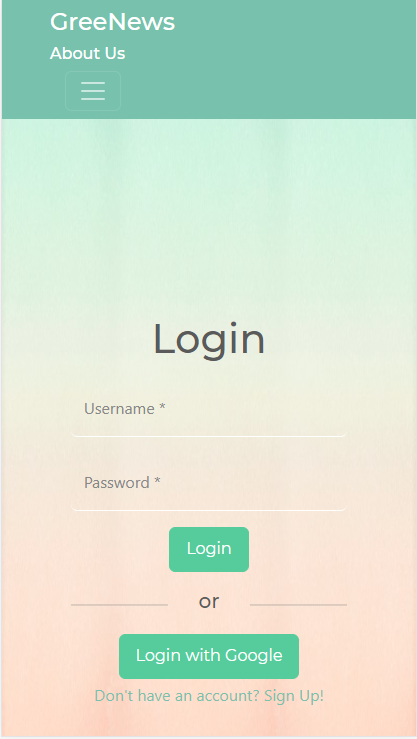 GreeNews
About Us
Login
Username *
Password *
Login
or
Login with Google
Don't have an account? Sign Up!